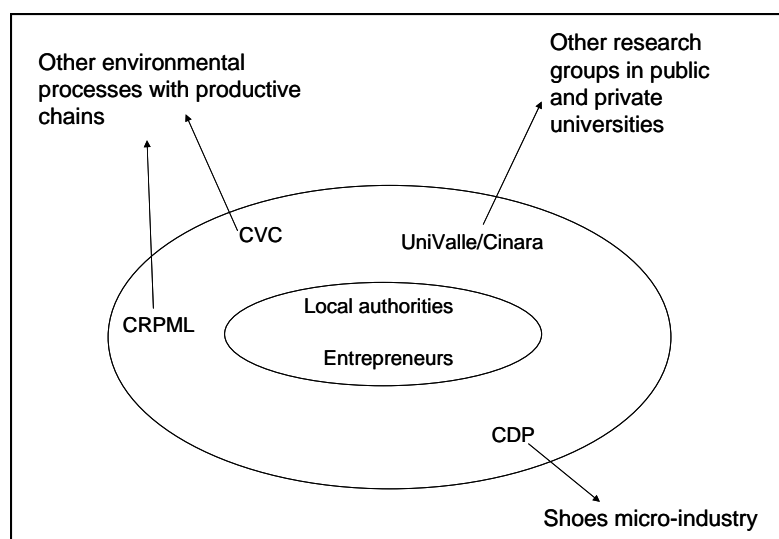 Other environmental
processes with productive
chains
Other research
groups in public
and private
universities
CVC
UniValle/Cinara
Local authorities
CRPML
Entrepreneurs
CDP
Shoes micro-industry